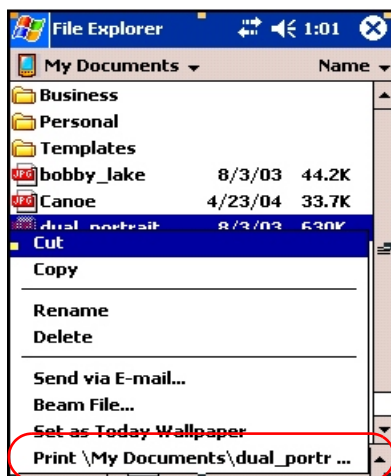 File Explorer 1:01
My Documents Name
Business
Personal
Templates
bobby_lake 8/3/03 44.2K
Canoe 4/23/04 33.7K
dual_portrait 8/3/03 630K
Cut
Copy
Rename
Delete
Send via E-mail...
Beam File...
Set as Today Wallpaper
Print \My Documents\dual_portr ...